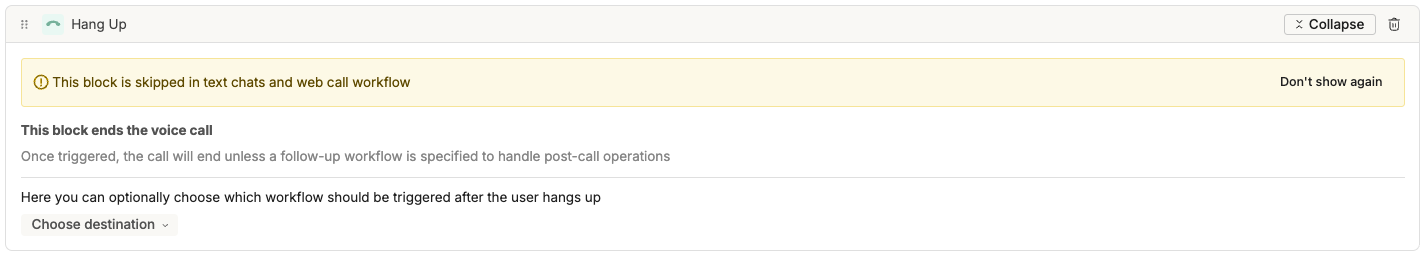 Hang Up
Collapse
This block is skipped in text chats and web call workflow
Don't show again
This block ends the voice call
Once triggered, the call will end unless a follow-up workflow is specified to handle post-call operations
Here you can optionally choose which workflow should be triggered after the user hangs up
Choose destination